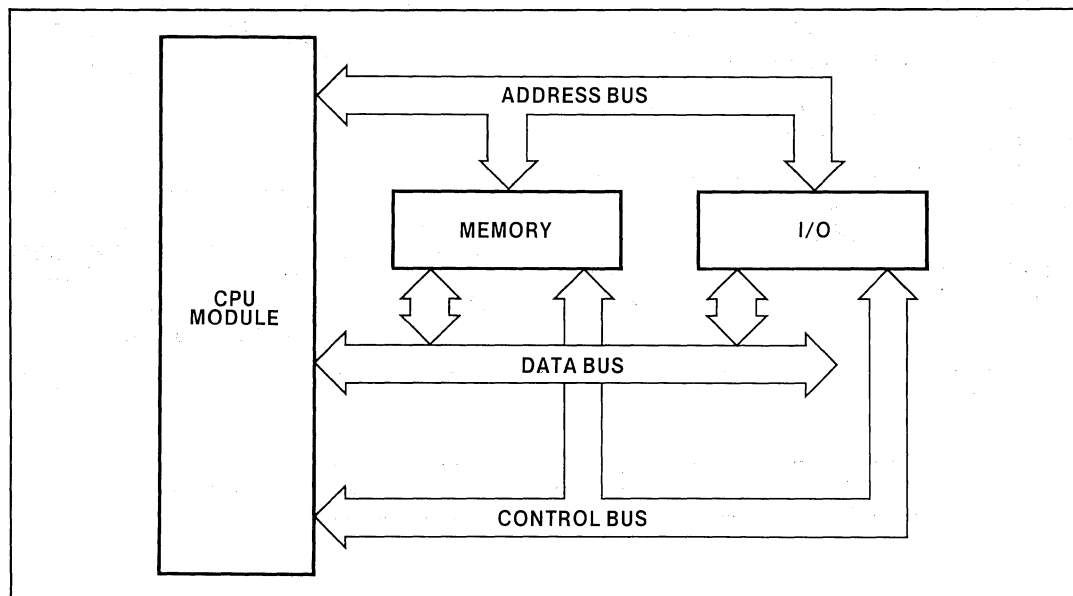 ADDRESS BUS
MEMORY
I/O
CPU
MODULE
DATA BUS
CONTROL BUS